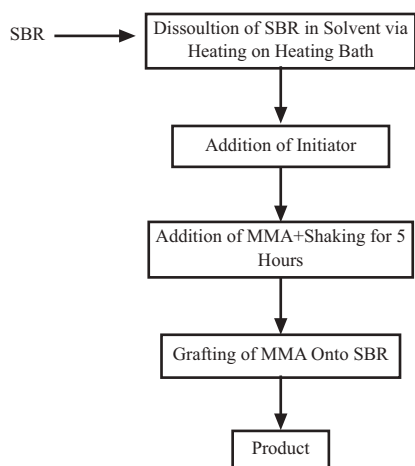 SBR
Dissoultion of SBR in Solvent via
Heating on Heating Bath
Addition of Initiator
Addition of MMA+Shaking for 5
Hours
Grafting of MMA Onto SBR
Product